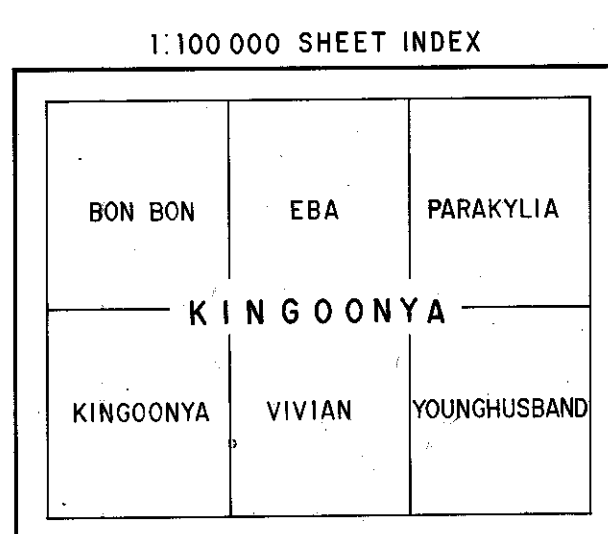 1:100 000 SHEET INDEX
BON BON EBA PARAKYLIA
KINGOONYA
KINGOONYA VIVIAN YOUNGHUSBAND